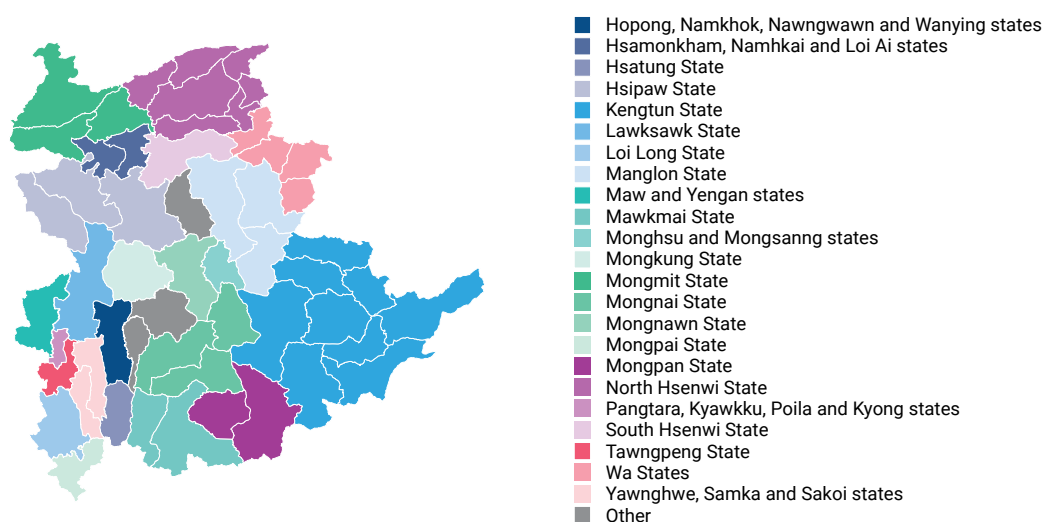 Hopong, Namkhok, Nawngwawn and Wanying states
Hsamonkham, Namhkai and Loi Ai states
Hsatung State
Hsipaw State
Kengtun State
Lawksawk State
Loi Long State
Manglon State
Maw and Yengan states
Mawkmai State
Monghsu and Mongsanng states
Mongkung State
Mongmit State
Mongnai State
Mongnawn State
Mongpai State
Mongpan State
North Hsenwi State
Pangtara, Kyawkku, Poila and Kyong states
South Hsenwi State
Tawngpeng State
Wa States
Yawnghwe, Samka and Sakoi states
Other